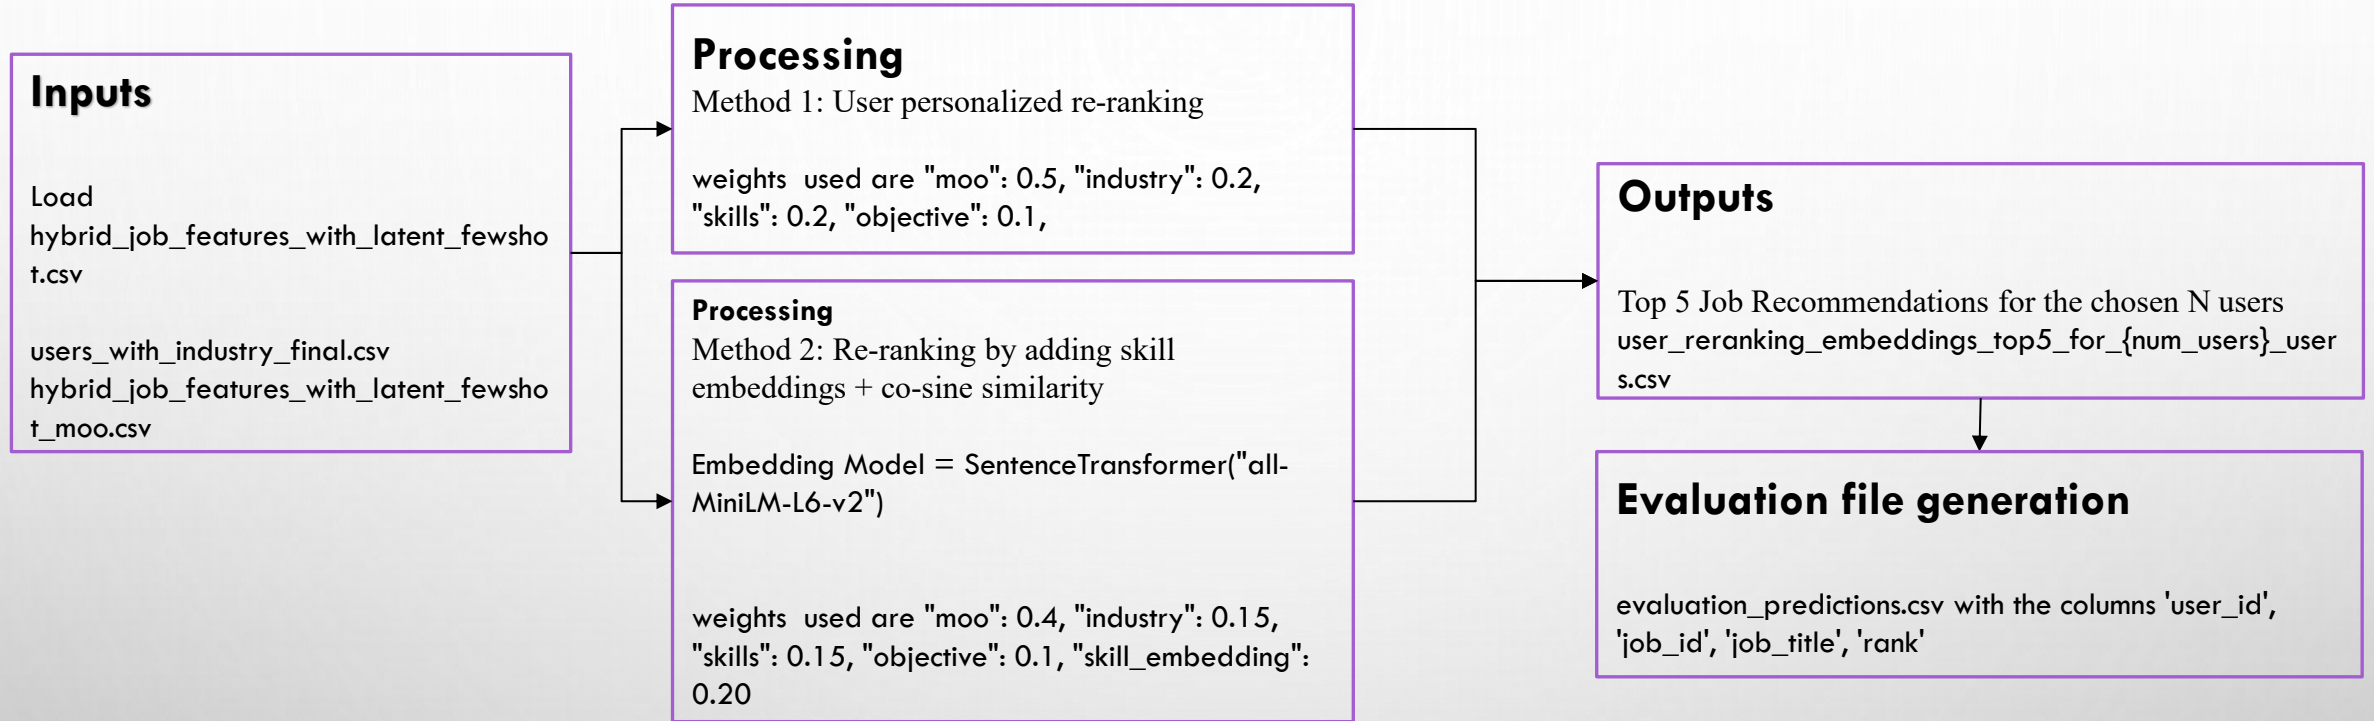 Inputs
Load
hybrid_job_features_with_latent_fewsho
t.csv
users_with_industry_final.csv
hybrid_job_features_with_latent_fewsho
t_moo.csv
Processing
Method 1: User personalized re-ranking
weights  used are "moo": 0.5, "industry": 0.2,
"skills": 0.2, "objective": 0.1,
Processing
Method 2: Re-ranking by adding skill
embeddings + co-sine similarity
Embedding Model = SentenceTransformer("all-
MiniLM-L6-v2")
weights  used are "moo": 0.4, "industry": 0.15,
"skills": 0.15, "objective": 0.1, "skill_embedding":
0.20
Outputs
Top 5 Job Recommendations for the chosen N users
user_reranking_embeddings_top5_for_{num_users}_user
s.csv
Evaluation file generation
evaluation_predictions.csv with the columns 'user_id',
'job_id', 'job_title', 'rank'